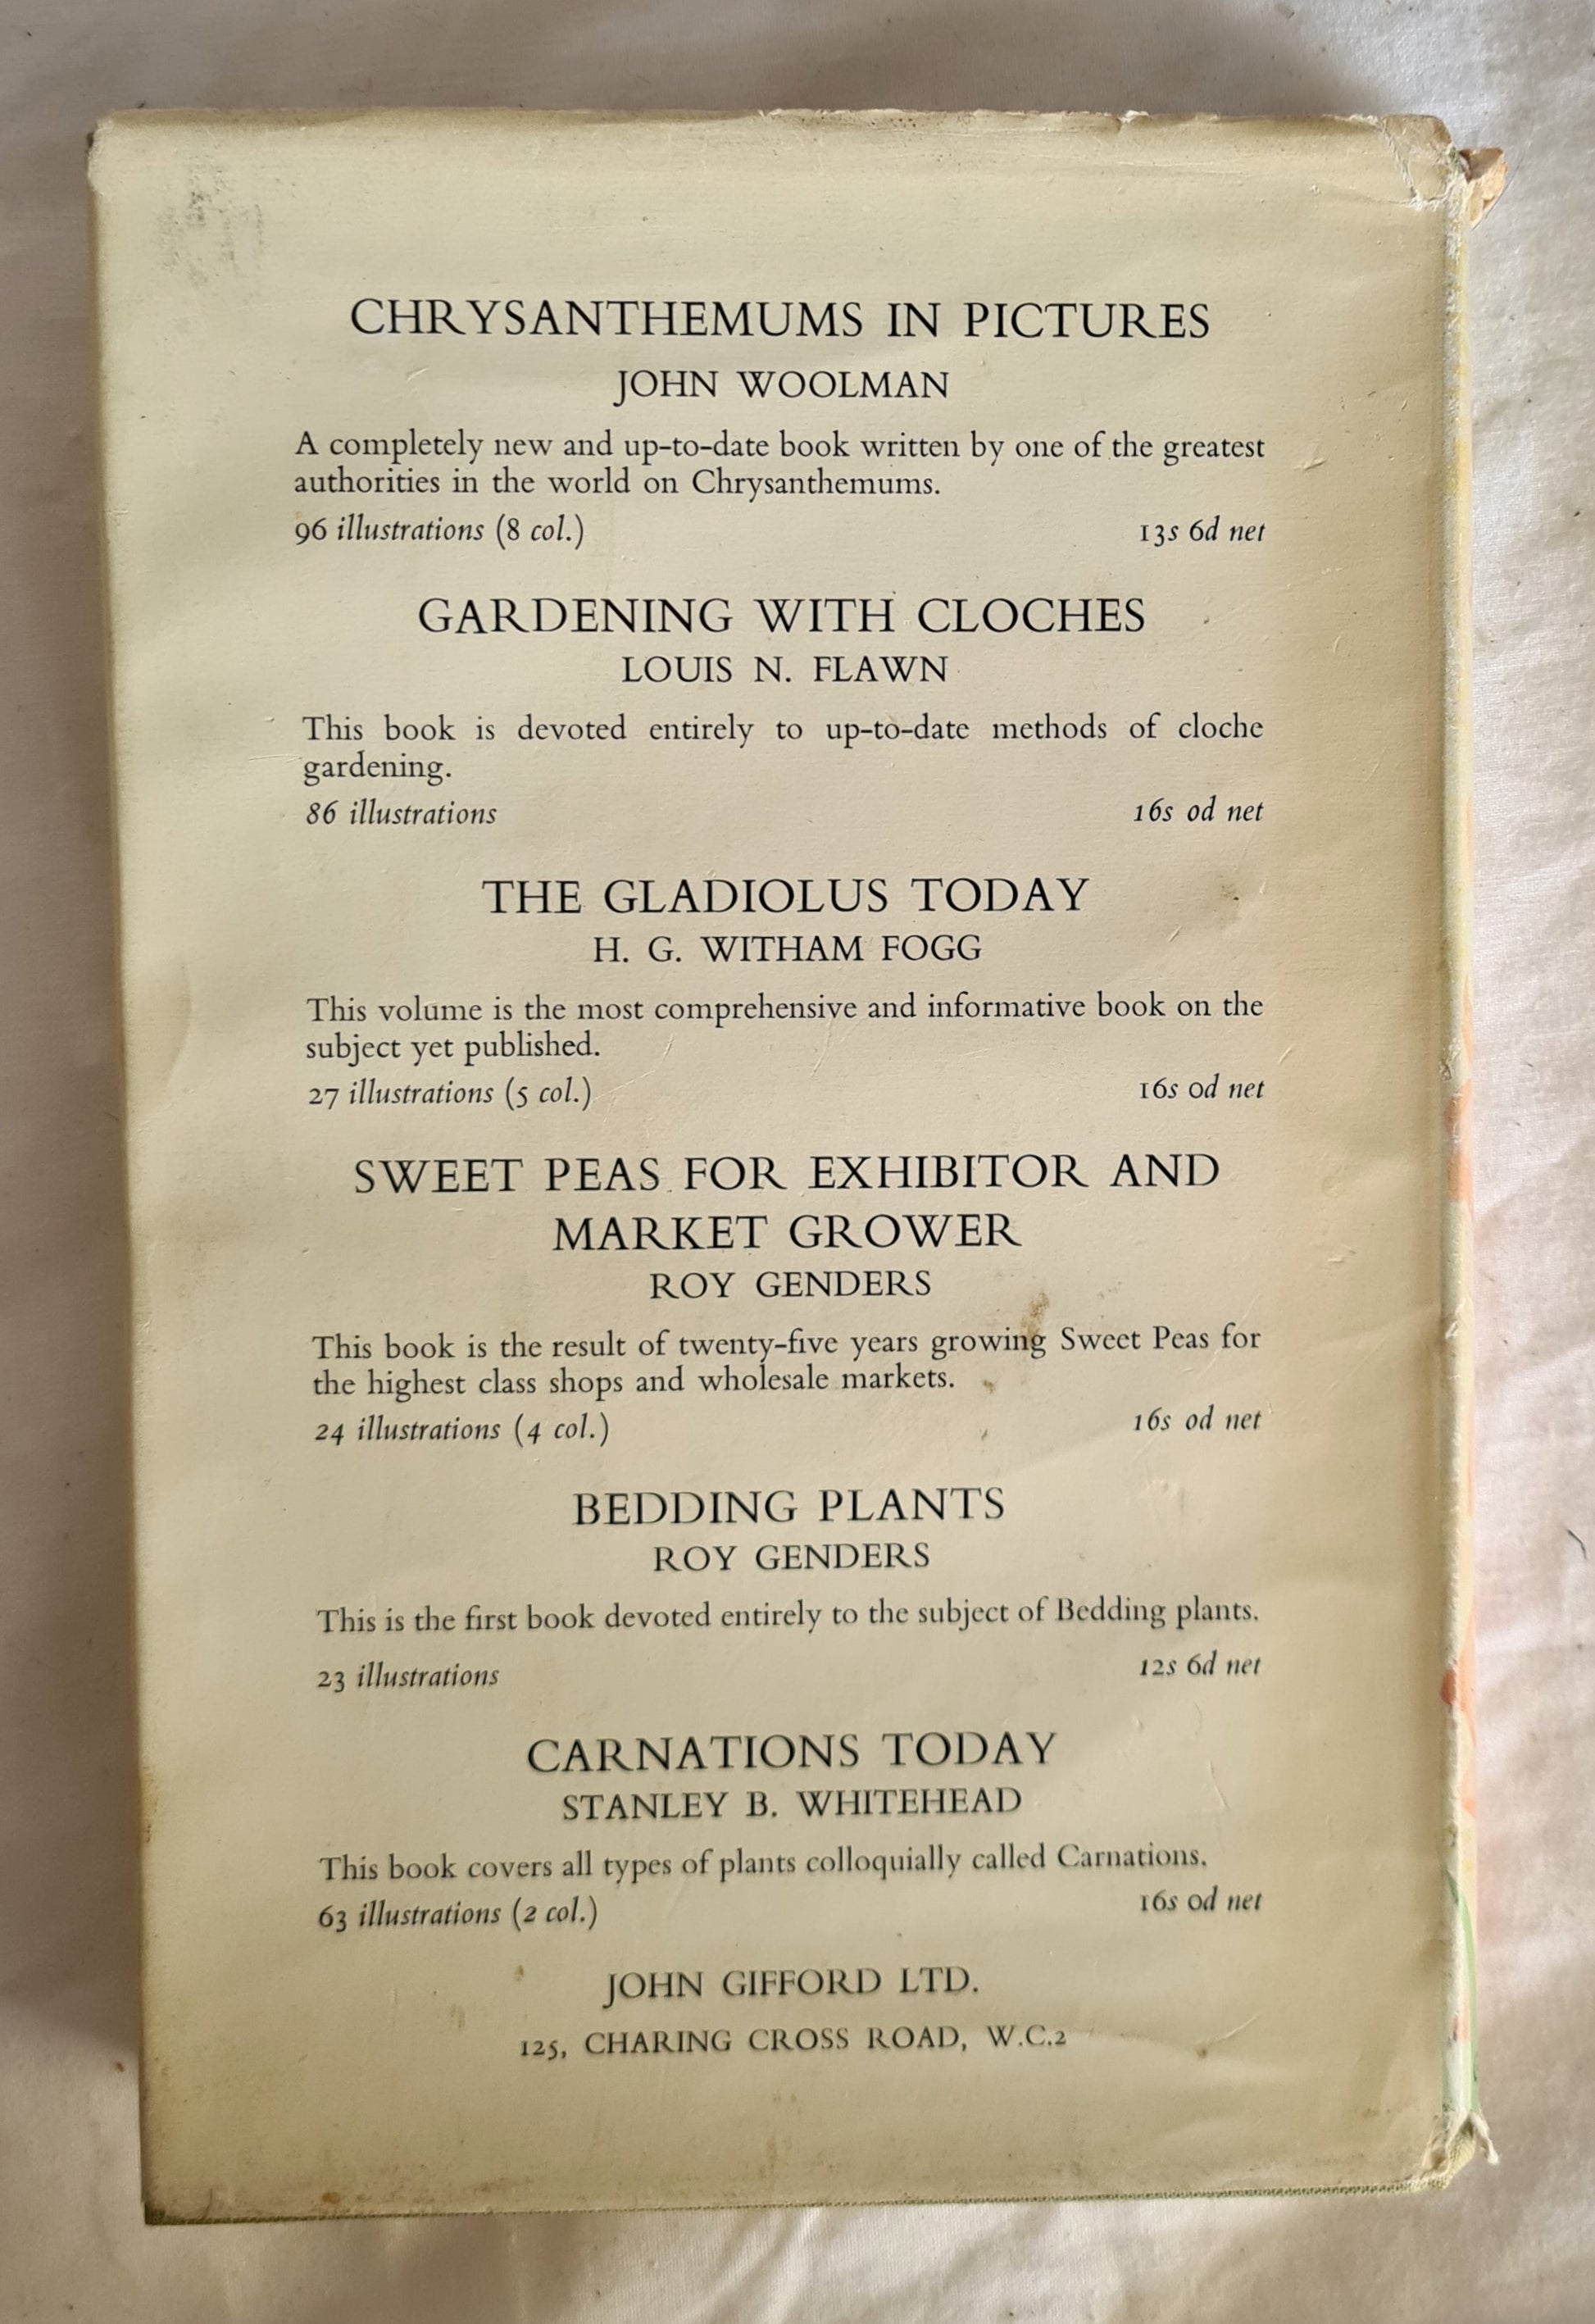 CHRYSANTHEMUMS IN PICTURES
JOHN WOOLMAN
A completely new and up-to-date book written by one of the greatest
authorities in the world on Chrysanthemums.
96 illustrations (8 col.) 13s 6d net
GARDENING WITH CLOCHES
LOUIS N. FLAWN
This book is devoted entirely to up-to-date methods of cloche
gardening.
86 illustrations 16s 0d net
THE GLADIOLUS TODAY
H. G. WITHAM FOGG
This volume is the most comprehensive and informative book on the
subject yet published.
27 illustrations (5 col.) 16s 0d net
SWEET PEAS FOR EXHIBITOR AND
MARKET GROWER
ROY GENDERS
This book is the result of twenty-five years growing Sweet Peas for
the highest class shops and wholesale markets.
24 illustrations (4 col.) 16s 0d net
BEDDING PLANTS
ROY GENDERS
This is the first book devoted entirely to the subject of Bedding plants.
23 illustrations 12s 6d net
CARNATIONS TODAY
STANLEY B. WHITEHEAD
This book covers all types of plants colloquially called Carnations.
63 illustrations (2 col.) 16s 0d net
JOHN GIFFORD LTD.
125, CHARING CROSS ROAD, W.C.2